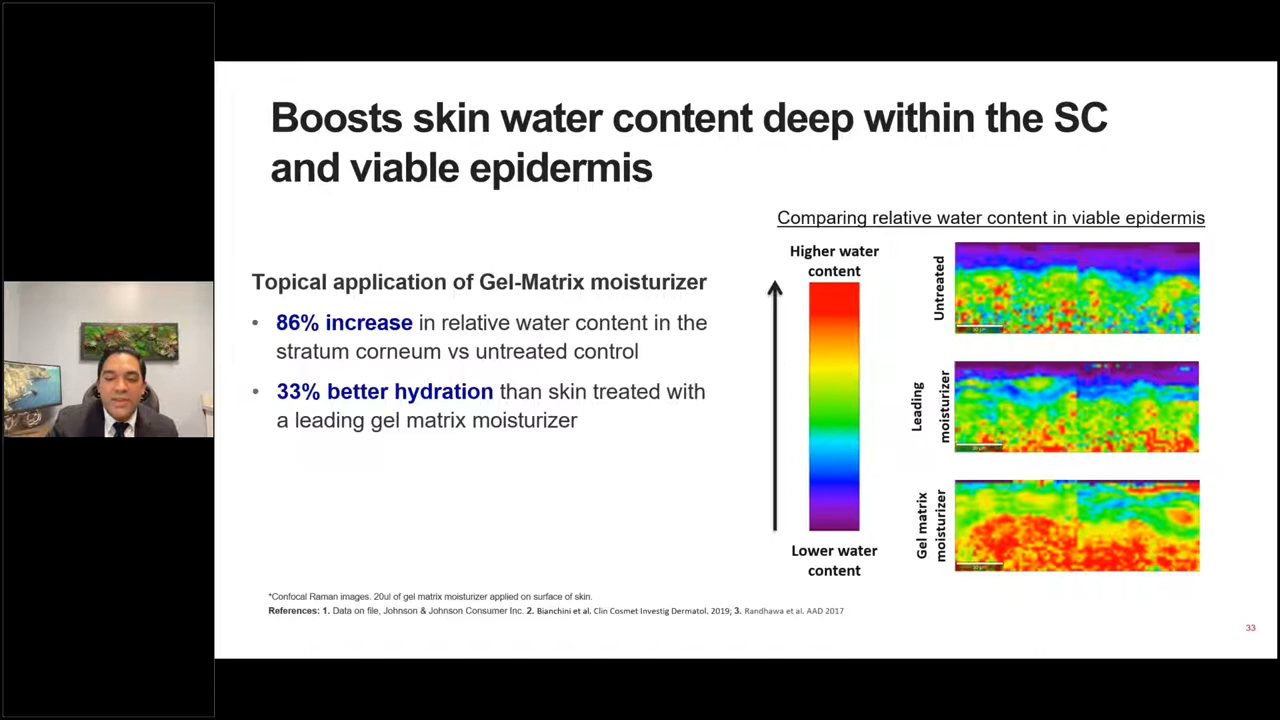 Boosts skin water content deep within the SC
and viable epidermis
Topical application of Gel-Matrix moisturizer
• 86% increase in relative water content in the
stratum corneum vs untreated control
• 33% better hydration than skin treated with
a leading gel matrix moisturizer
Comparing relative water content in viable epidermis
Higher water
content
Lower water
content
Untreated
Leading
moisturizer
Gel matrix
moisturizer
*Confocal Raman images. 20ul of gel matrix moisturizer applied on surface of skin.
References: 1. Data on file, Johnson & Johnson Consumer Inc. 2. Bianchini et al. Clin Cosmet Investig Dermatol. 2019; 3. Randhawa et al. AAD 2017
33